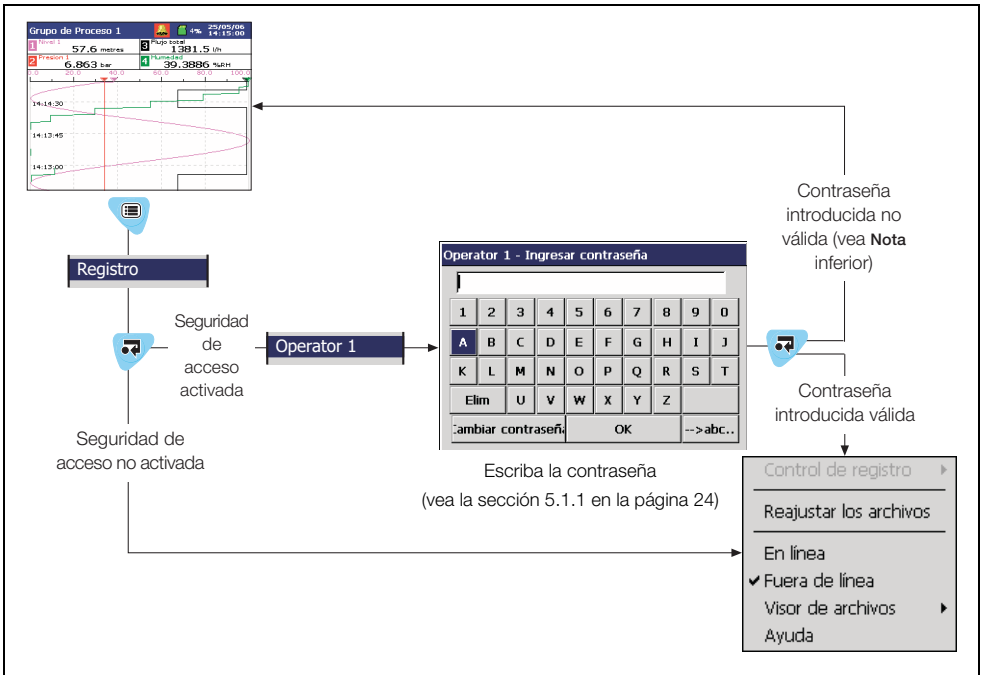 Grupo de Proceso 1 4% 25/05/06
14:15:00
1 Nivel 1 57.6 metres 3 Flujo total 1381.5 l/h
2 Presion 1 6.863 bar 4 Humedad 39.3886 %RH
0.0 20.0 40.0 60.0 80.0 100.0
14:14:30
14:13:45
14:13:00
Registro
Seguridad
de
acceso
activada
Operator 1
Seguridad de
acceso no activada
Operator 1 - Ingresar contraseña
1 2 3 4 5 6 7 8 9 0
A B C D E F G H I J
K L M N O P Q R S T
Elim U V W X Y Z
Cambiar contraseña OK -->abc..
Escriba la contraseña
(vea la sección 5.1.1 en la página 24)
Contraseña
introducida no
válida (vea Nota
inferior)
Contraseña
introducida válida
Control de registro
Reajustar los archivos
En línea
Fuera de línea
Visor de archivos
Ayuda